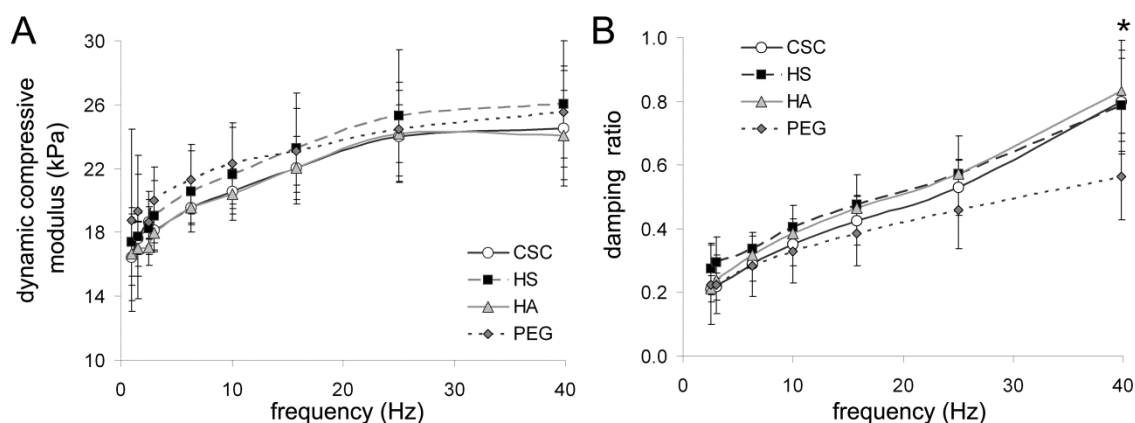 A
dynamic compressive
modulus (kPa)
30
26
22
18
14
10
CSC
HS
HA
PEG
0
10
20
30
40
frequency (Hz)
B
*
damping ratio
1.0
0.8
0.6
0.4
0.2
0.0
CSC
HS
HA
PEG
0
10
20
30
40
frequency (Hz)